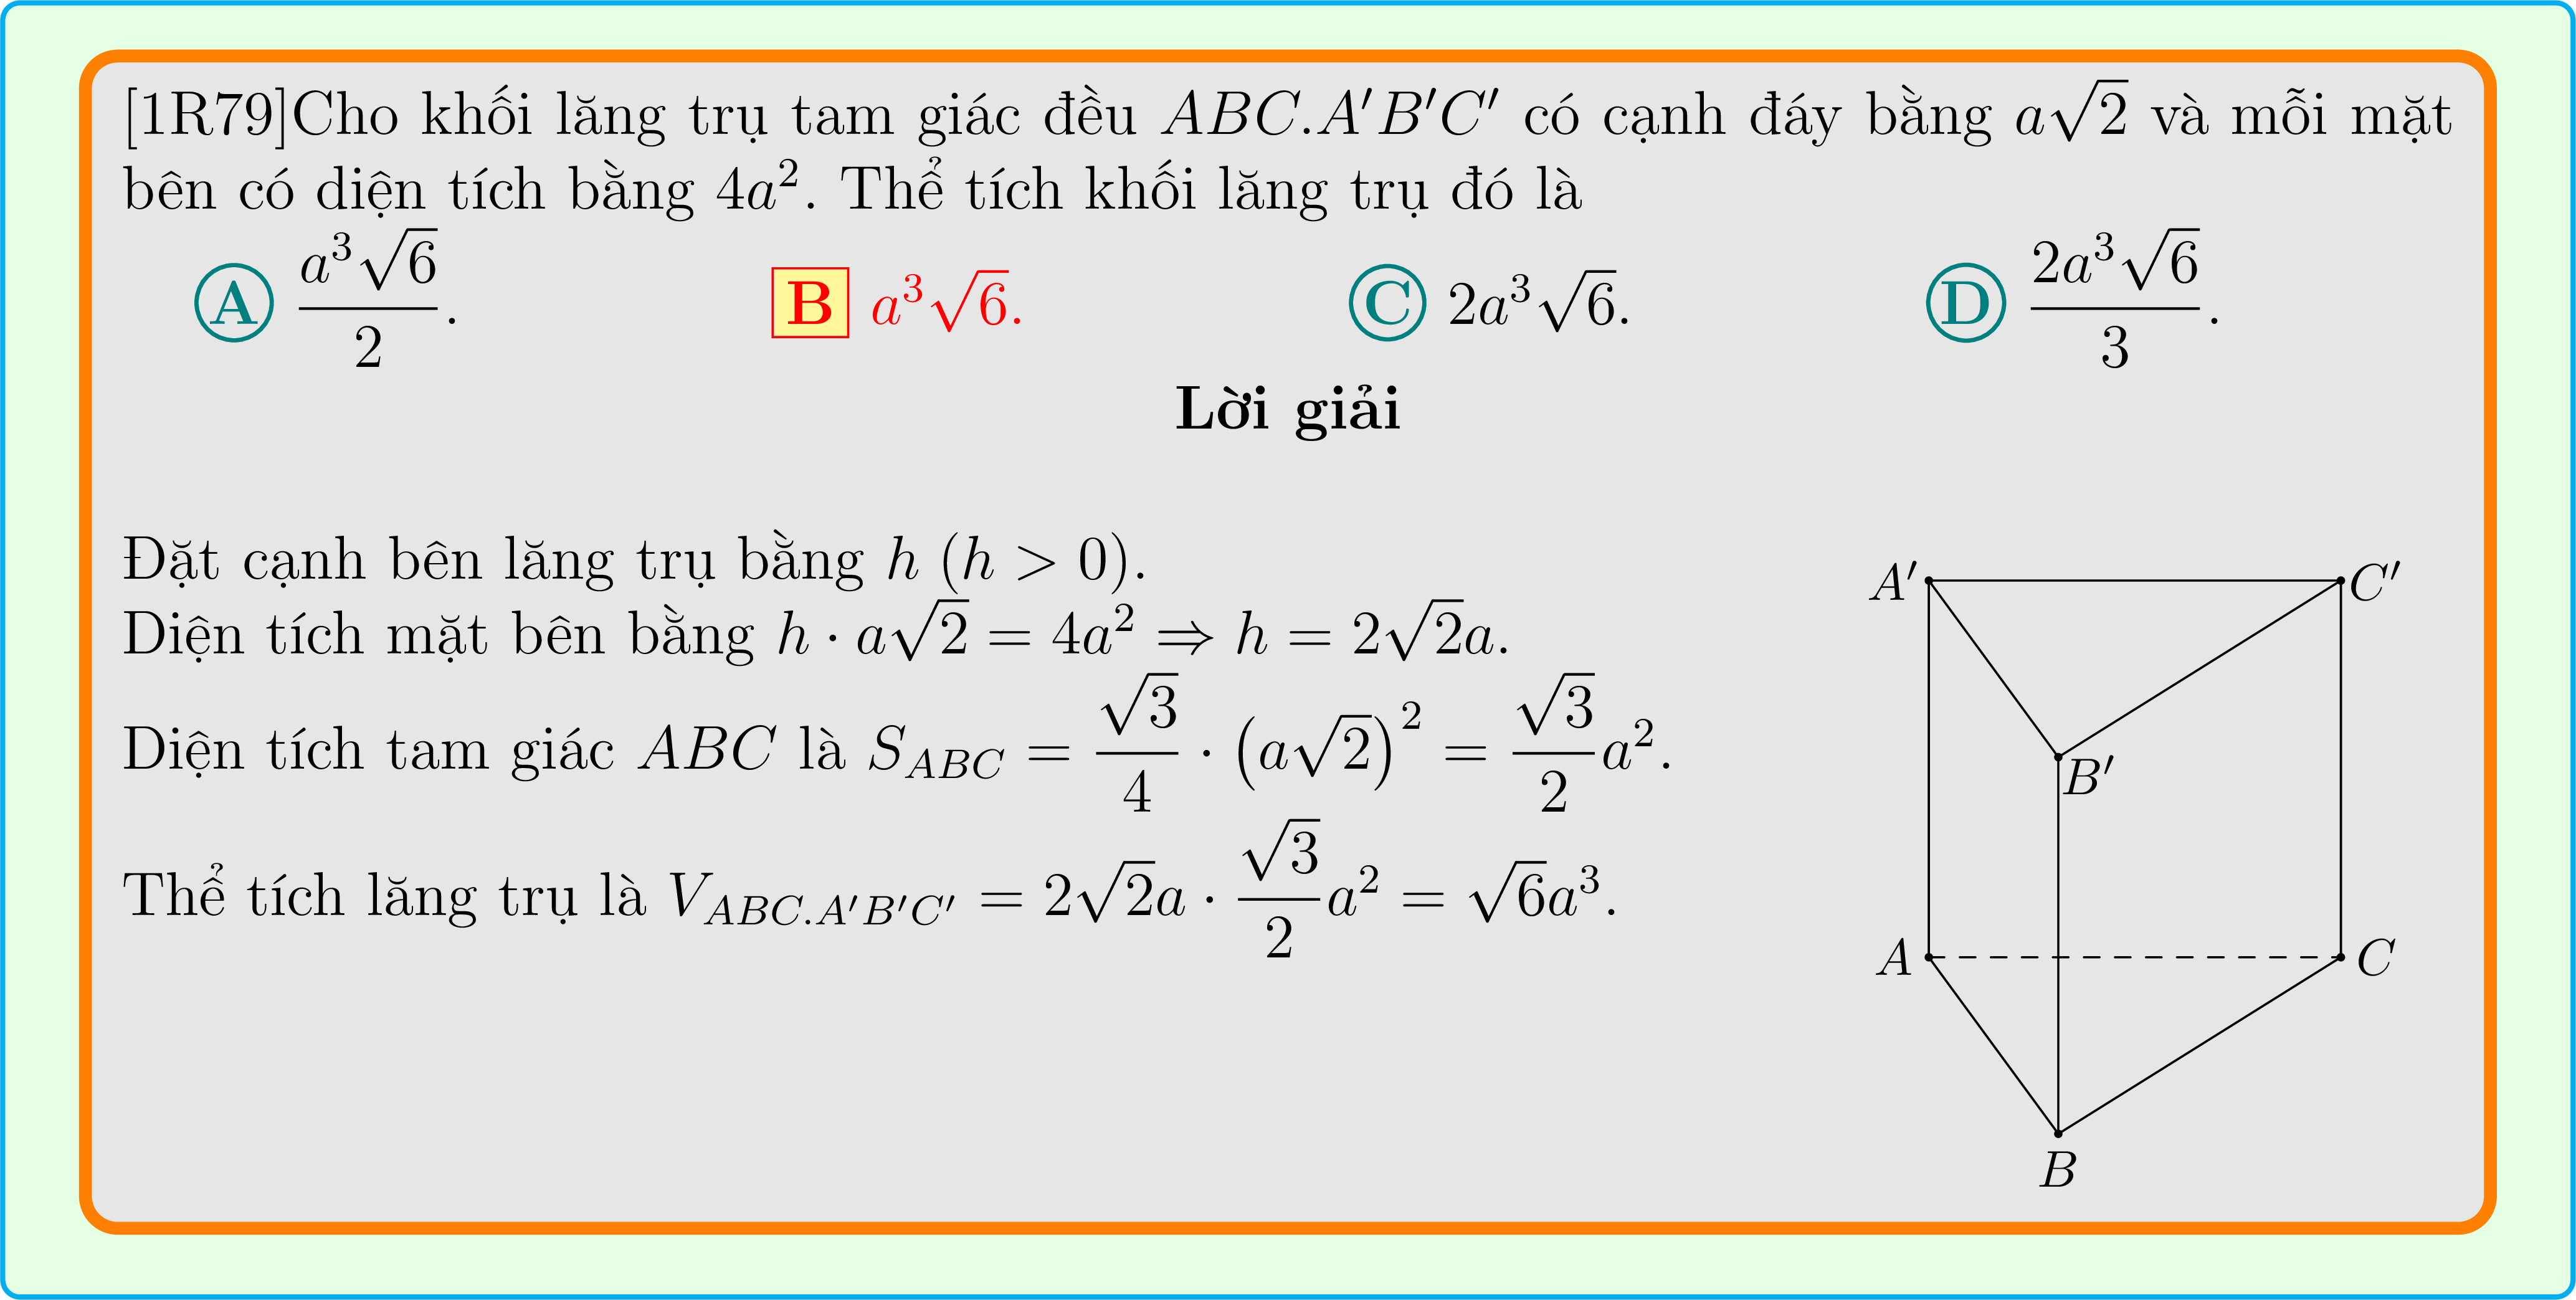 [1R79]Cho khối lăng trụ tam giác đều $ABC.A'B'C'$ có cạnh đáy bằng $a\sqrt{2}$ và mỗi mặt
bên có diện tích bằng $4a^2$. Thể tích khối lăng trụ đó là
A $\dfrac{a^3\sqrt{6}}{2}$. B $a^3\sqrt{6}$. C $2a^3\sqrt{6}$. D $\dfrac{2a^3\sqrt{6}}{3}$.
Lời giải
Đặt cạnh bên lăng trụ bằng $h$ $(h > 0)$.
Diện tích mặt bên bằng $h \cdot a\sqrt{2} = 4a^2 \Rightarrow h = 2\sqrt{2}a$.
Diện tích tam giác $ABC$ là $S_{ABC} = \dfrac{\sqrt{3}}{4} \cdot \left(a\sqrt{2}\right)^2 = \dfrac{\sqrt{3}}{2}a^2$.
Thể tích lăng trụ là $V_{ABC.A'B'C'} = 2\sqrt{2}a \cdot \dfrac{\sqrt{3}}{2}a^2 = \sqrt{6}a^3$.
A' C'
B'
A C
B